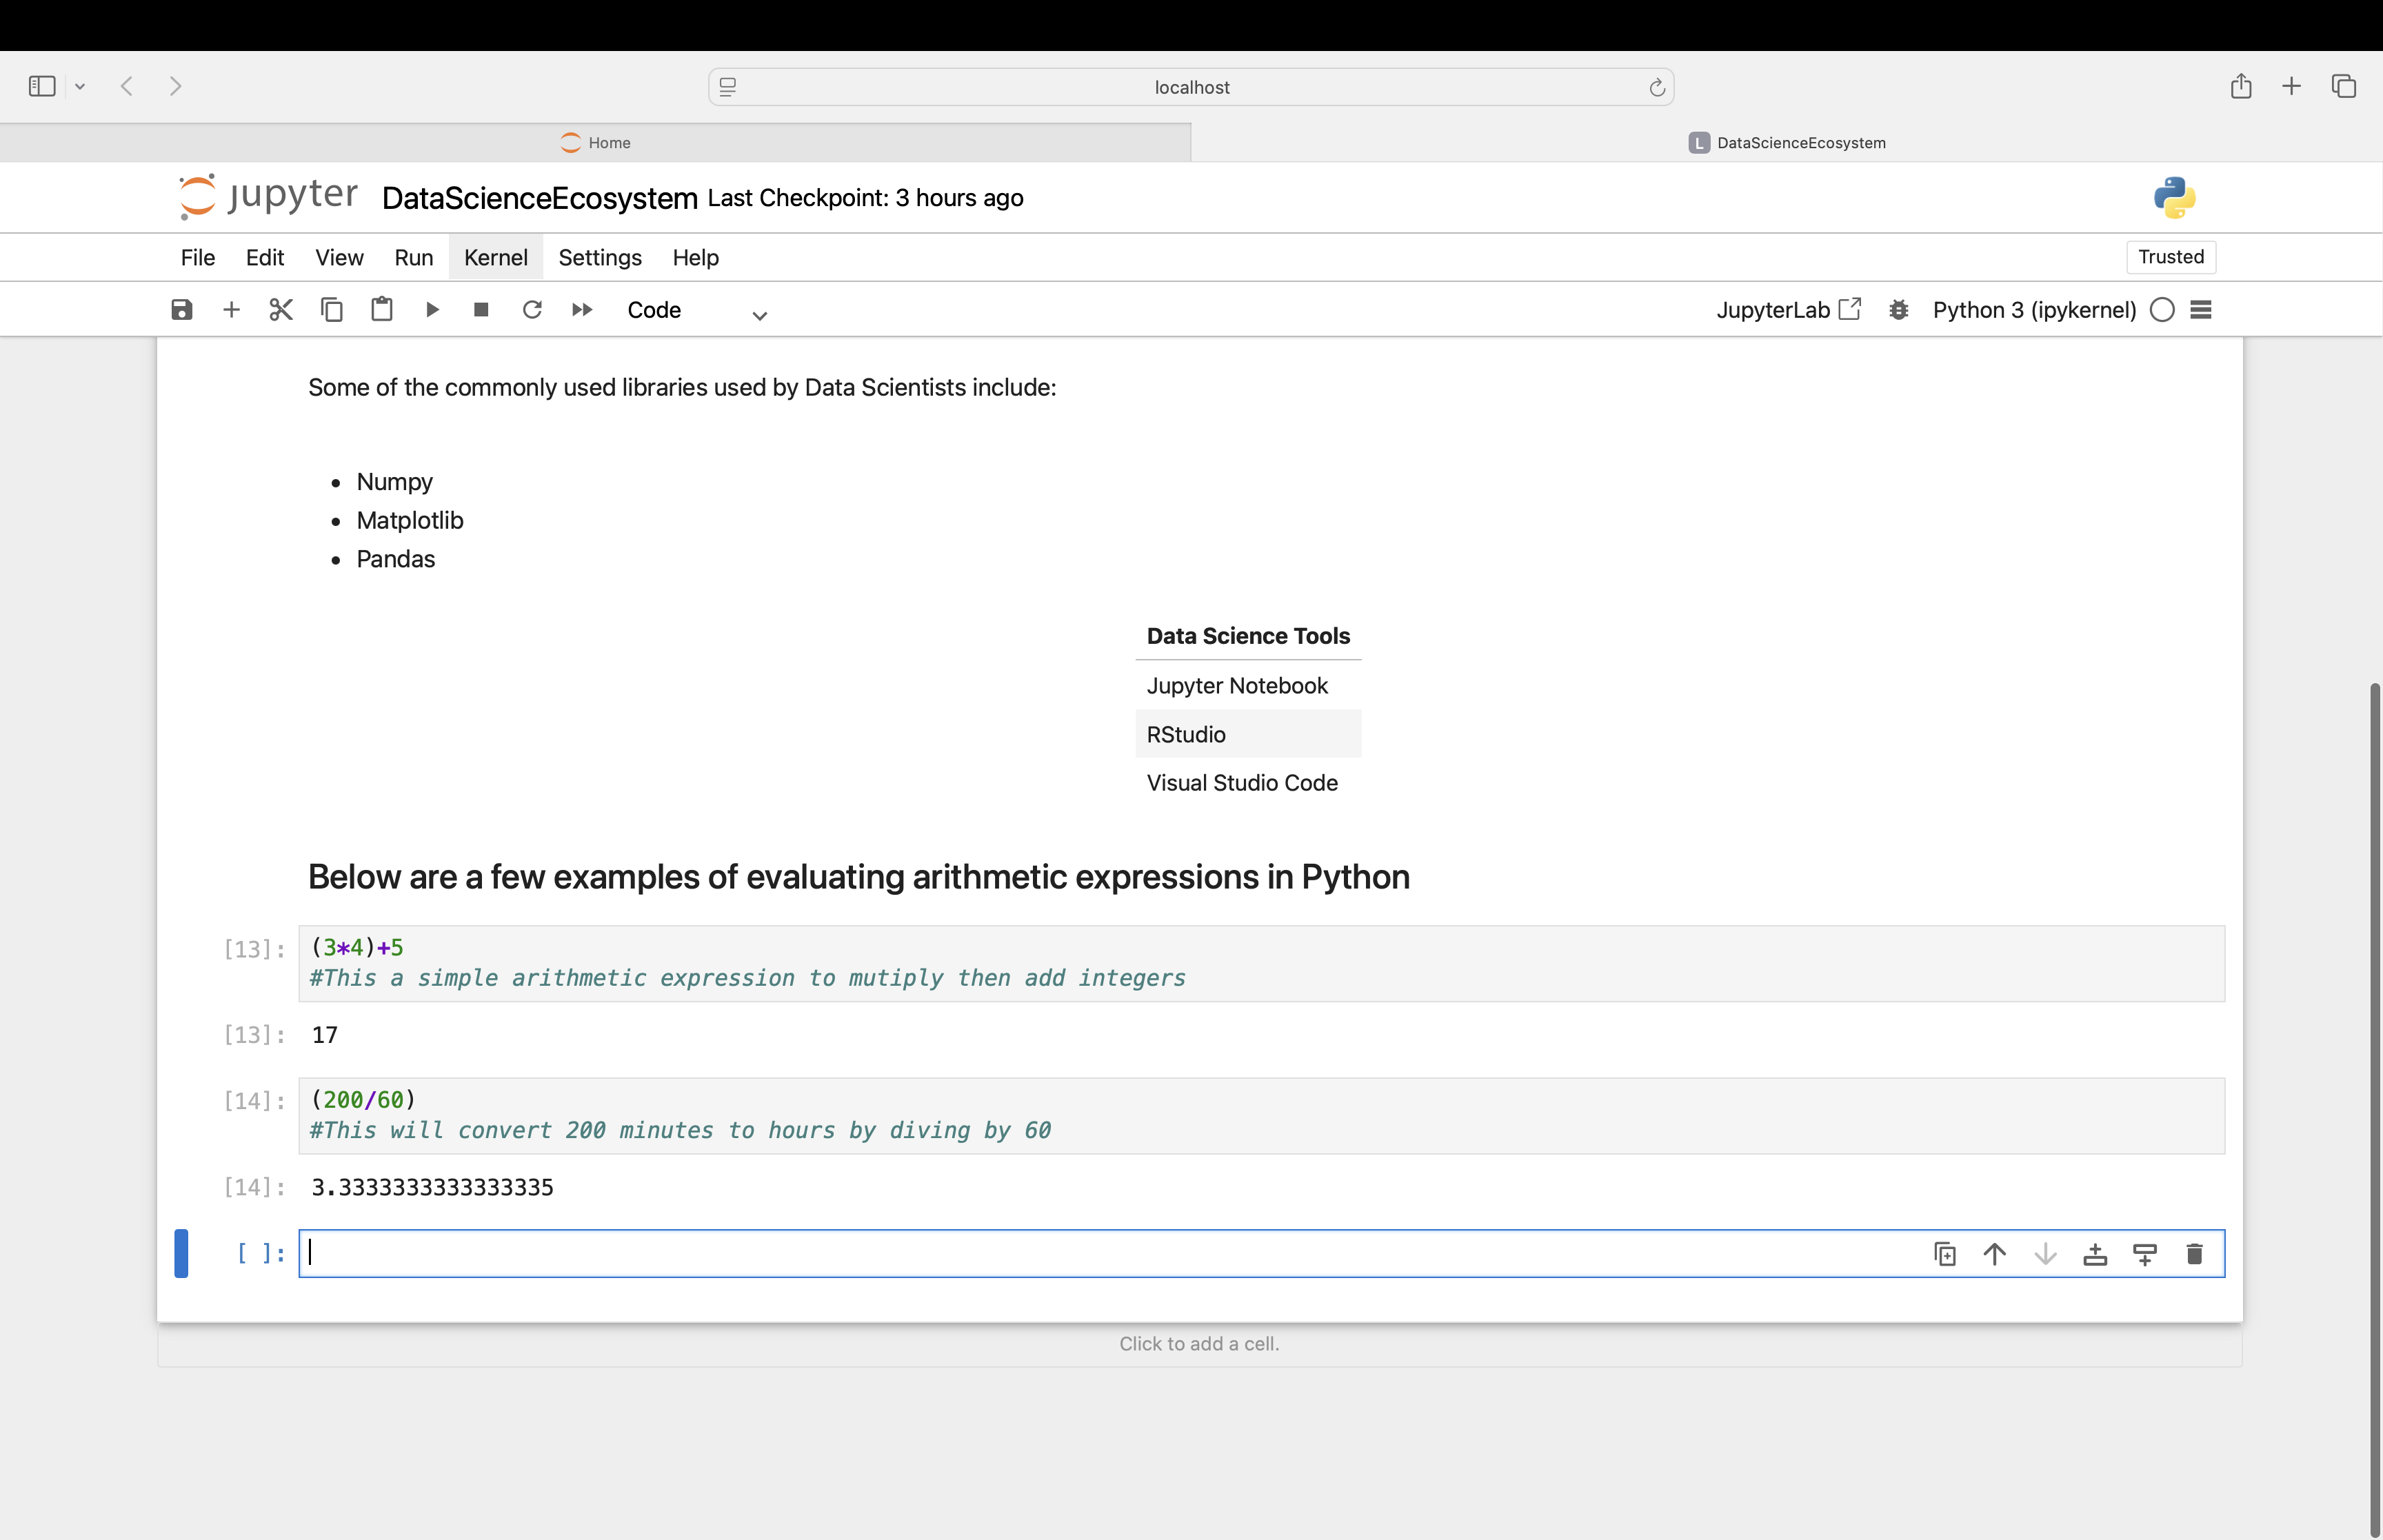 localhost
Home
L DataScienceEcosystem
jupyter DataScienceEcosystem Last Checkpoint: 3 hours ago
File Edit View Run Kernel Settings Help Trusted
Code JupyterLab Python 3 (ipykernel)
Some of the commonly used libraries used by Data Scientists include:
• Numpy
• Matplotlib
• Pandas
Data Science Tools
Jupyter Notebook
RStudio
Visual Studio Code
Below are a few examples of evaluating arithmetic expressions in Python
[13]: (3*4)+5
#This a simple arithmetic expression to mutiply then add integers
[13]: 17
[14]: (200/60)
#This will convert 200 minutes to hours by diving by 60
[14]: 3.3333333333333335
[ ]:
Click to add a cell.